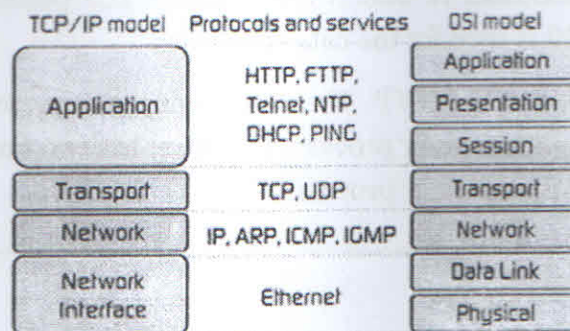 TCP/IP model Protocols and services OSI model
Application
HTTP, FTTP,
Telnet, NTP,
DHCP, PING
Application
Presentation
Session
Transport TCP, UDP Transport
Network IP, ARP, ICMP, IGMP Network
Network
Interface
Ethernet
Data Link
Physical